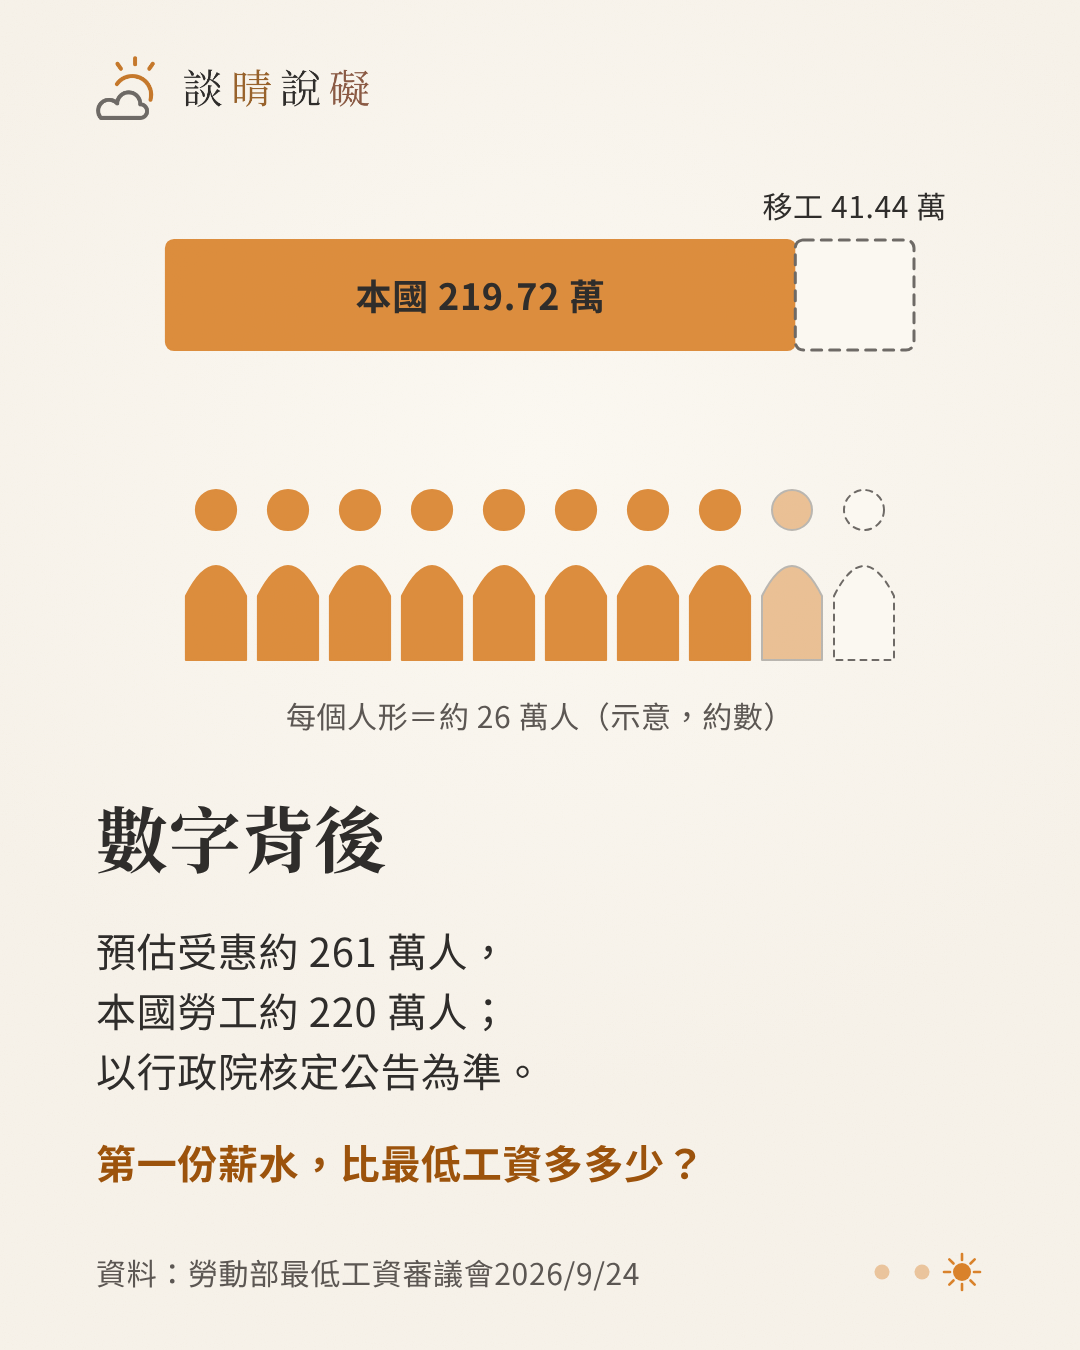 談晴說礙
移工 41.44 萬
本國 219.72 萬
每個人形＝約 26 萬人（示意，約數）
數字背後
預估受惠約 261 萬人，
本國勞工約 220 萬人；
以行政院核定公告為準。
第一份薪水，比最低工資多多少？
資料：勞動部最低工資審議會2026/9/24